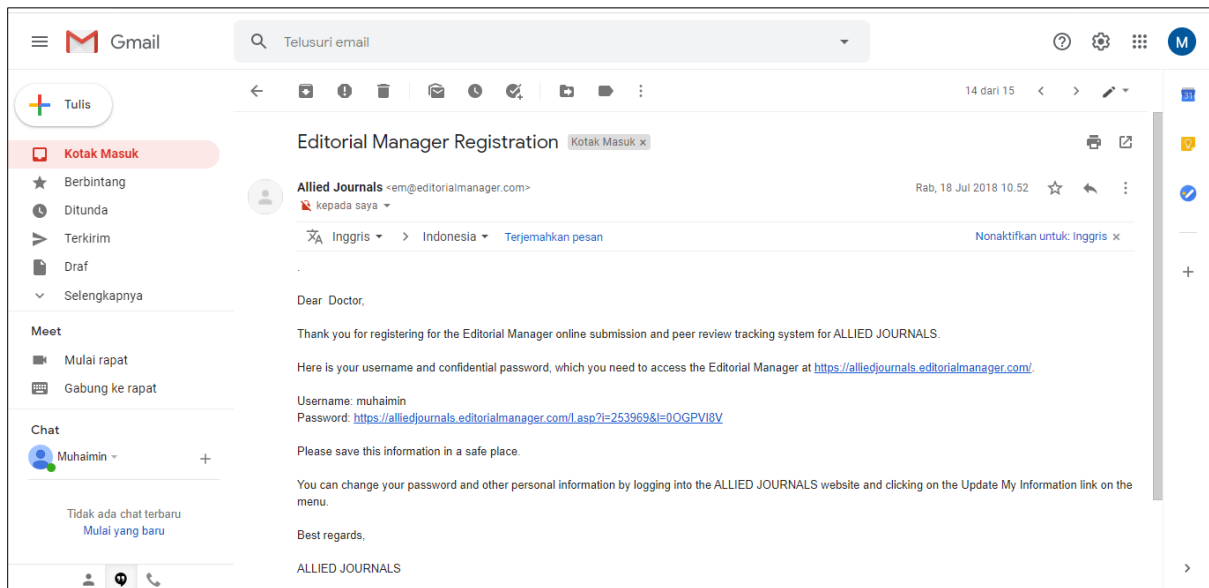 Gmail
Telusuri email
M
Tulis
14 dari 15
31
Kotak Masuk
Berbintang
Ditunda
Terkirim
Draf
Selengkapnya
Meet
Mulai rapat
Gabung ke rapat
Chat
Muhaimin
Tidak ada chat terbaru
Mulai yang baru
Editorial Manager Registration Kotak Masuk x
Allied Journals <em@editorialmanager.com> Rab, 18 Jul 2018 10.52
kepada saya
Inggris > Indonesia Terjemahkan pesan Nonaktifkan untuk: Inggris x
.
Dear Doctor,
Thank you for registering for the Editorial Manager online submission and peer review tracking system for ALLIED JOURNALS.
Here is your username and confidential password, which you need to access the Editorial Manager at https://alliedjournals.editorialmanager.com/.
Username: muhaimin
Password: https://alliedjournals.editorialmanager.com/l.asp?i=253969&l=0OGPVI8V
Please save this information in a safe place.
You can change your password and other personal information by logging into the ALLIED JOURNALS website and clicking on the Update My Information link on the
menu.
Best regards,
ALLIED JOURNALS